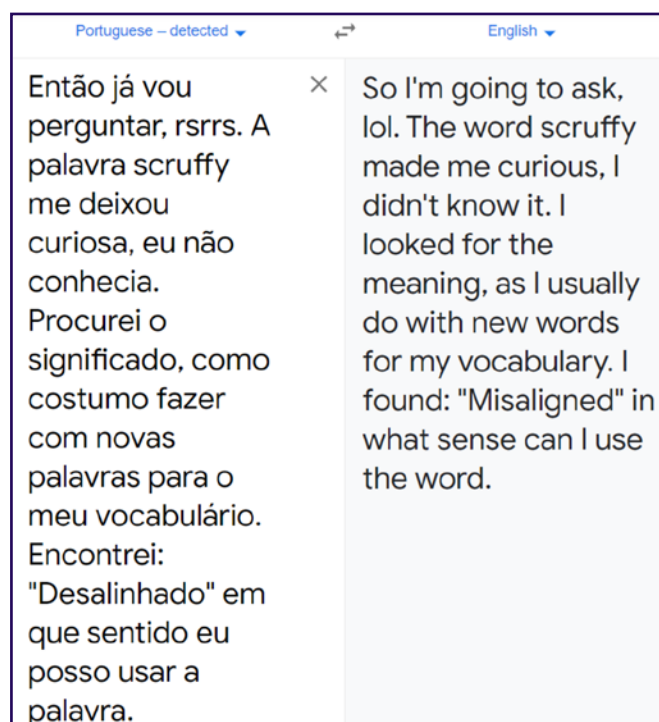 Portuguese – detected
English
Então já vou
perguntar, rsrrs. A
palavra scruffy
me deixou
curiosa, eu não
conhecia.
Procurei o
significado, como
costumo fazer
com novas
palavras para o
meu vocabulário.
Encontrei:
"Desalinhado" em
que sentido eu
posso usar a
palavra.
So I'm going to ask,
lol. The word scruffy
made me curious, I
didn't know it. I
looked for the
meaning, as I usually
do with new words
for my vocabulary. I
found: "Misaligned" in
what sense can I use
the word.